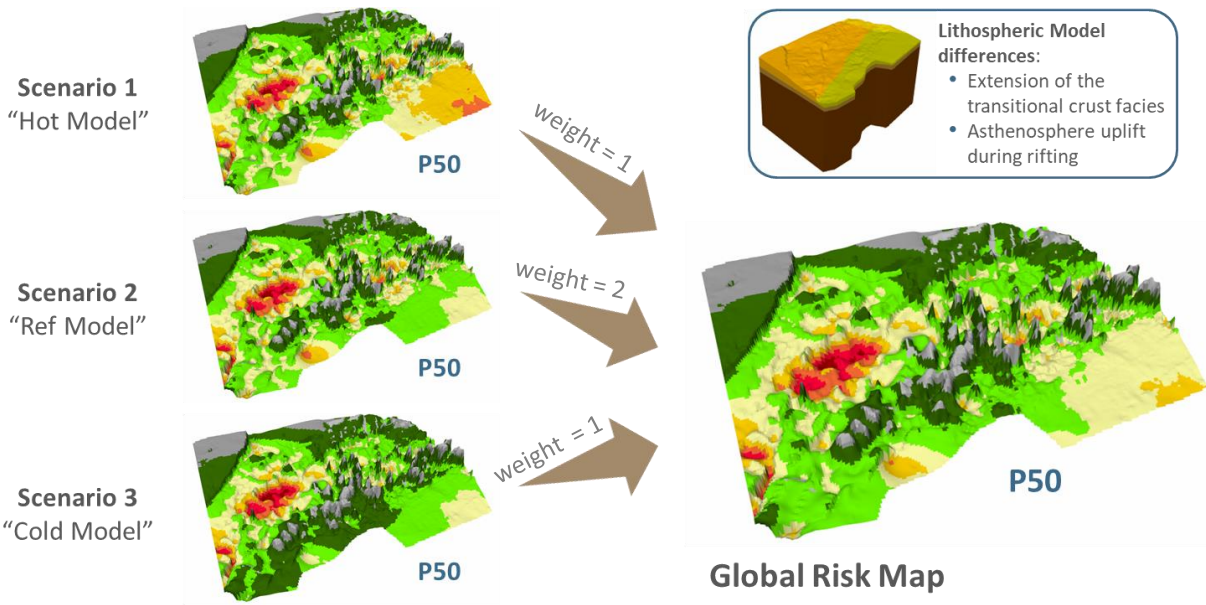 Scenario 1
“Hot Model”
P50
weight = 1
Lithospheric Model
differences:
• Extension of the
transitional crust facies
• Asthenosphere uplift
during rifting
Scenario 2
“Ref Model”
P50
weight = 2
Scenario 3
“Cold Model”
P50
weight = 1
P50
Global Risk Map